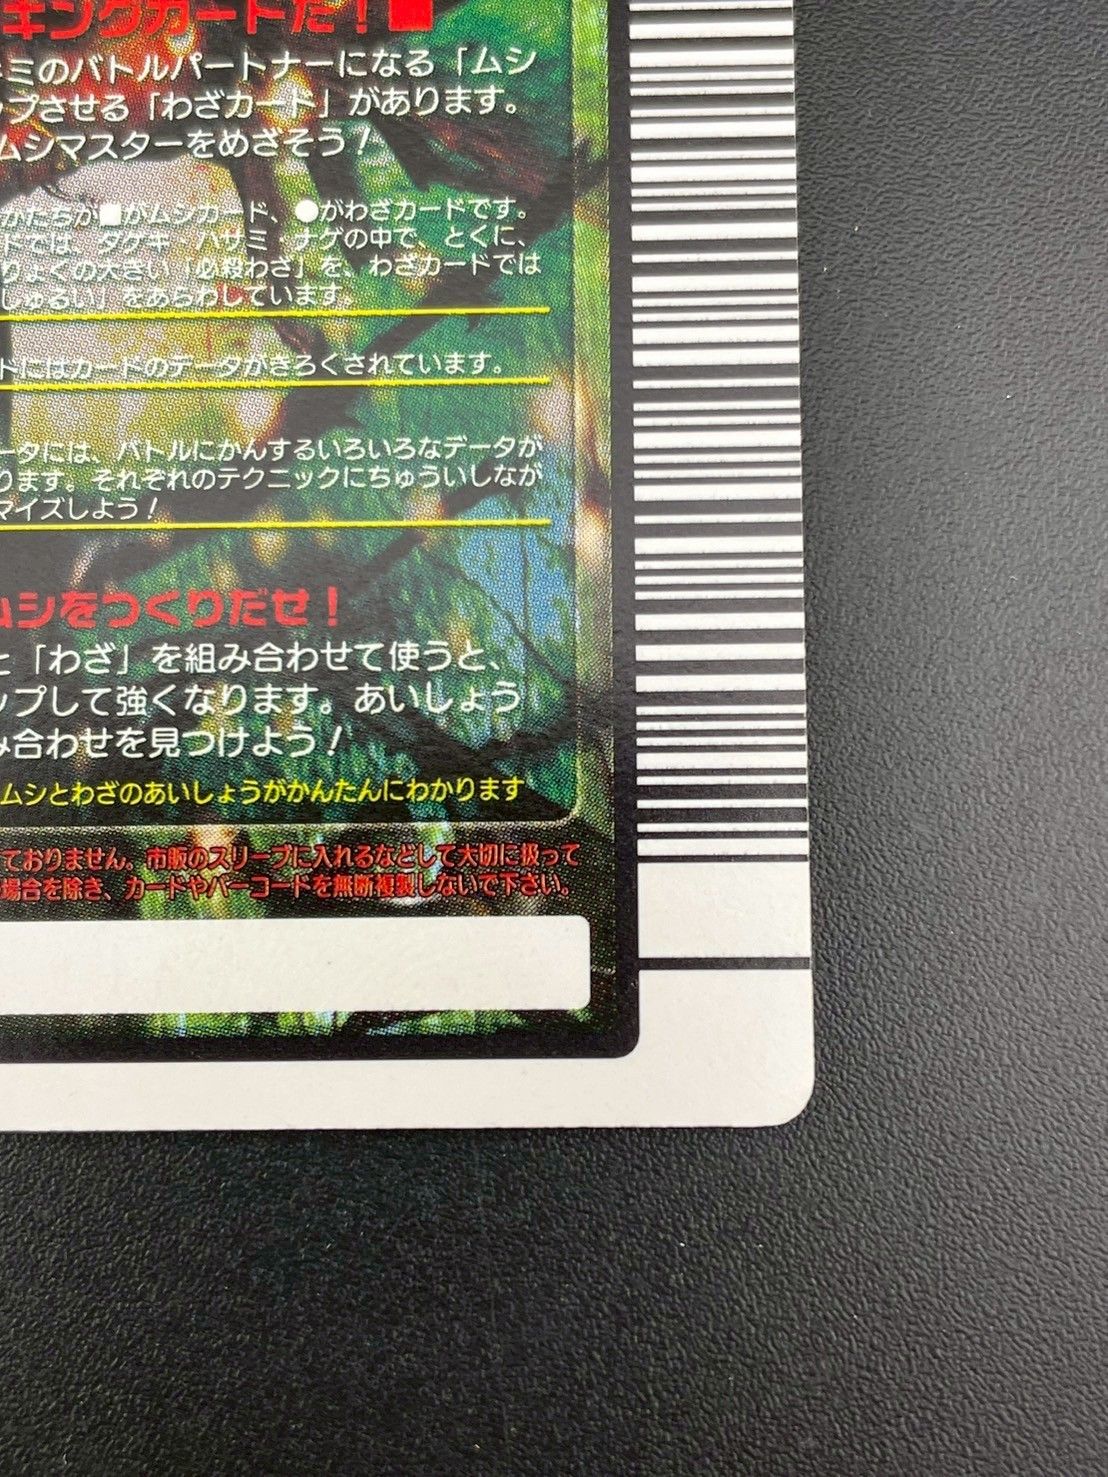 キングカードだ！■
キミのバトルパートナーになる「ムシ
ップさせる「わざカード」があります。
ムシマスターをめざそう！
かたちが■がムシカード、●がわざカードです。
ドでは、ダゲキ・ハサミ・ナゲの中で、とくに、
りょくの大きい「必殺わざ」を、わざカードでは
しゅるい」をあらわしています。
ドにはカードのデータがきろくされています。
ータには、バトルにかんするいろいろなデータが
ります。それぞれのテクニックにちゅういしなが
マイズしよう！
ムシをつくりだせ！
と「わざ」を組み合わせて使うと、
ップして強くなります。あいしょう
み合わせを見つけよう！
ムシとわざのあいしょうがかんたんにわかります
ておりません。市販のスリーブに入れるなどして大切に扱って
場合を除き、カードやバーコードを無断複製しないで下さい。